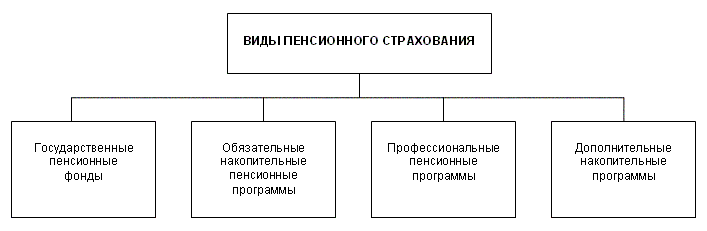 ВИДЫ ПЕНСИОННОГО СТРАХОВАНИЯ
Государственные
пенсионные
фонды
Обязательные
накопительные
пенсионные
программы
Профессиональные
пенсионные
программы
Дополнительные
накопительные
программы